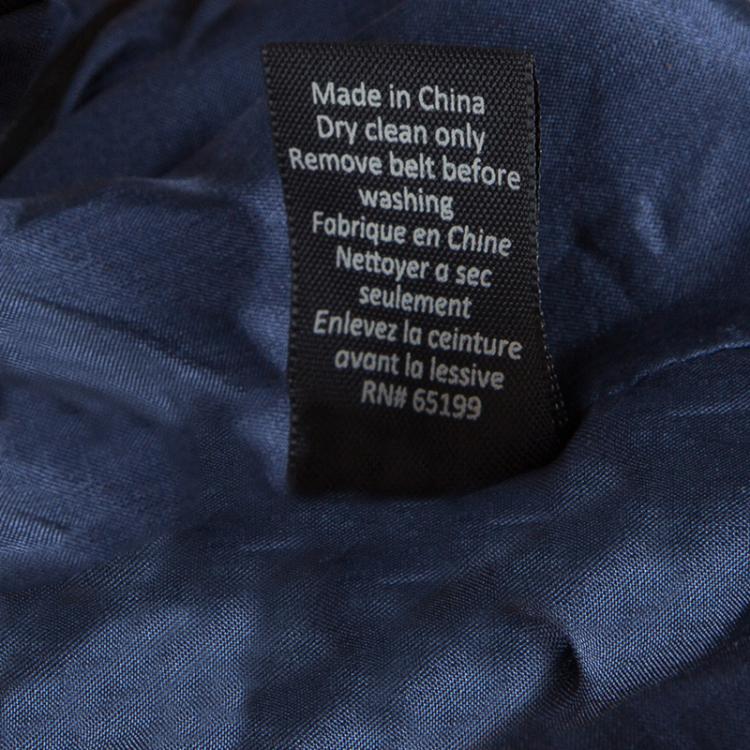 Made in China
Dry clean only
Remove belt before
washing
Fabrique en Chine
Nettoyer a sec
seulement
Enlevez la ceinture
avant la lessive
RN# 65199